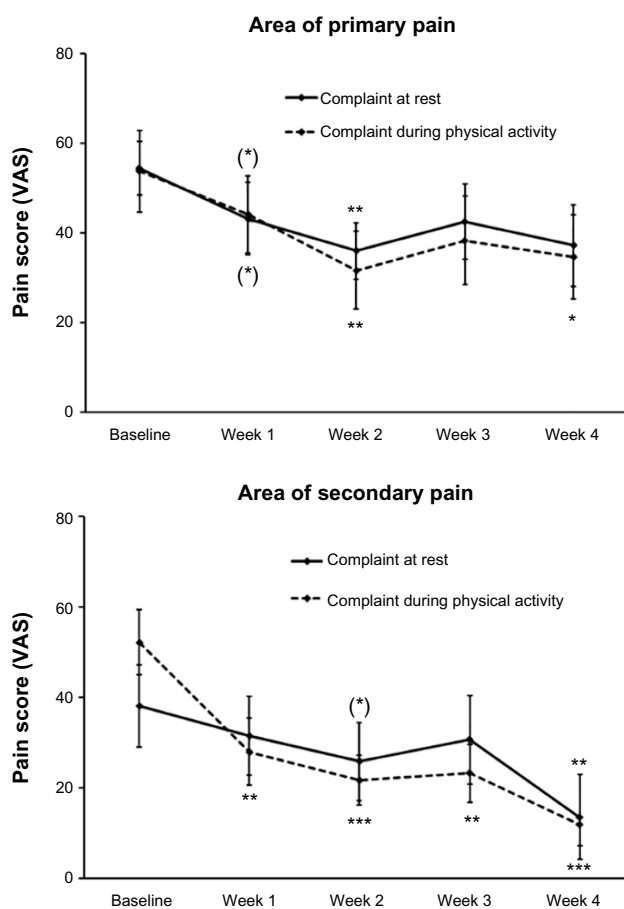 Area of primary pain
80
60
40
20
0
Pain score (VAS)
Complaint at rest
Complaint during physical activity
(*)
(*)
**
**
*
Baseline Week 1 Week 2 Week 3 Week 4
Area of secondary pain
80
60
40
20
0
Pain score (VAS)
Complaint at rest
Complaint during physical activity
**
(*)
***
**
**
***
Baseline Week 1 Week 2 Week 3 Week 4